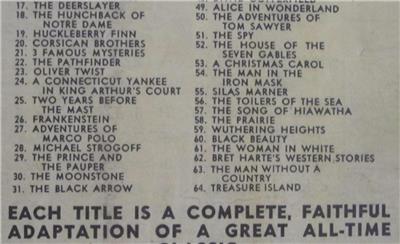 17. THE DEERSLAYER
18. THE HUNCHBACK OF
NOTRE DAME
19. HUCKLEBERRY FINN
20. CORSICAN BROTHERS
21. 3 FAMOUS MYSTERIES
22. THE PATHFINDER
23. OLIVER TWIST
24. A CONNECTICUT YANKEE
IN KING ARTHUR'S COURT
25. TWO YEARS BEFORE
THE MAST
26. FRANKENSTEIN
27. ADVENTURES OF
MARCO POLO
28. MICHAEL STROGOFF
29. THE PRINCE AND
THE PAUPER
30. THE MOONSTONE
31. THE BLACK ARROW
49. ALICE IN WONDERLAND
50. THE ADVENTURES OF
TOM SAWYER
51. THE SPY
52. THE HOUSE OF THE
SEVEN GABLES
53. A CHRISTMAS CAROL
54. THE MAN IN THE
IRON MASK
55. SILAS MARNER
56. THE TOILERS OF THE SEA
57. THE SONG OF HIAWATHA
58. THE PRAIRIE
59. WUTHERING HEIGHTS
60. BLACK BEAUTY
61. THE WOMAN IN WHITE
62. BRET HARTE'S WESTERN STORIES
63. THE MAN WITHOUT A
COUNTRY
64. TREASURE ISLAND
EACH TITLE IS A COMPLETE, FAITHFUL
ADAPTATION OF A GREAT ALL-TIME